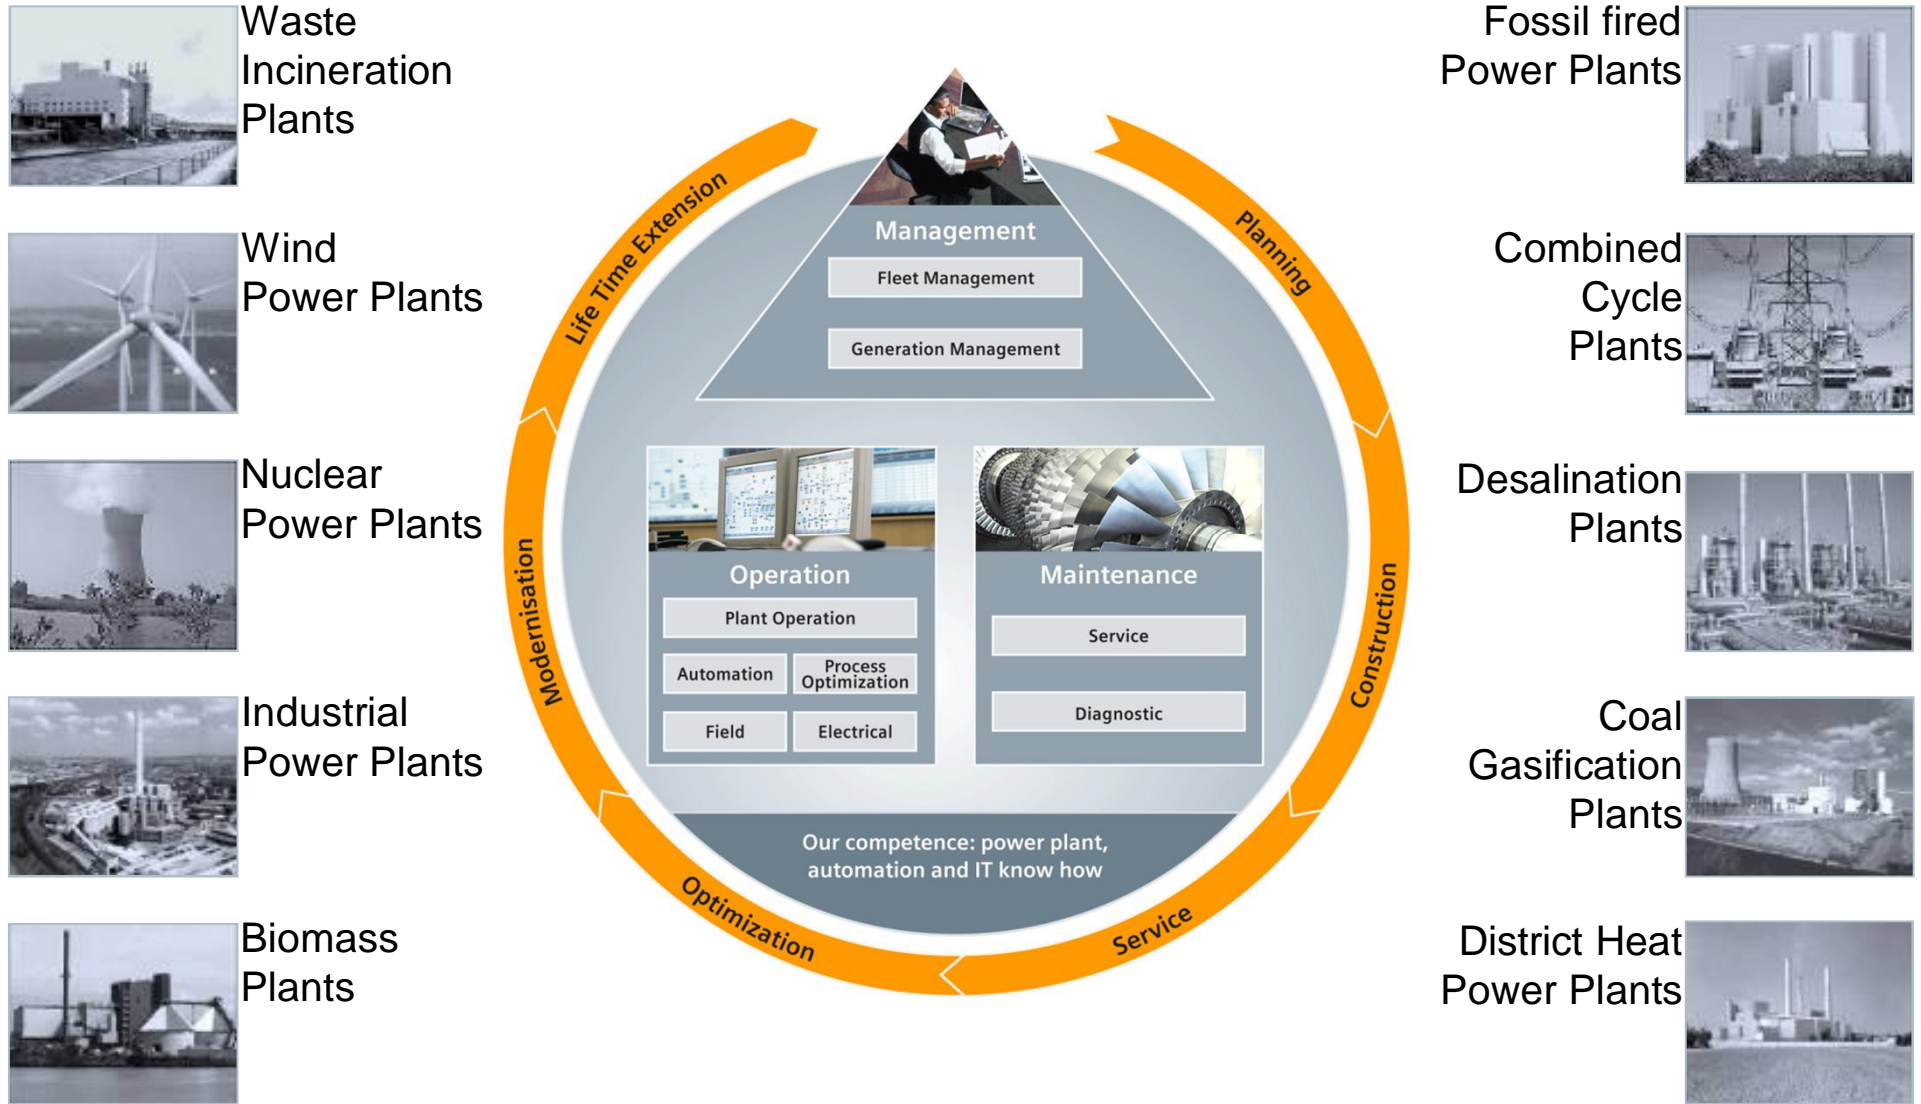 Waste
Incineration
Plants
Wind
Power Plants
Nuclear
Power Plants
Industrial
Power Plants
Biomass
Plants
Life Time Extension
Planning
Modernisation
Construction
Optimization
Service
Management
Fleet Management
Generation Management
Operation
Plant Operation
Automation
Process
Optimization
Field
Electrical
Maintenance
Service
Diagnostic
Our competence: power plant,
automation and IT know how
Fossil fired
Power Plants
Combined
Cycle
Plants
Desalination
Plants
Coal
Gasification
Plants
District Heat
Power Plants